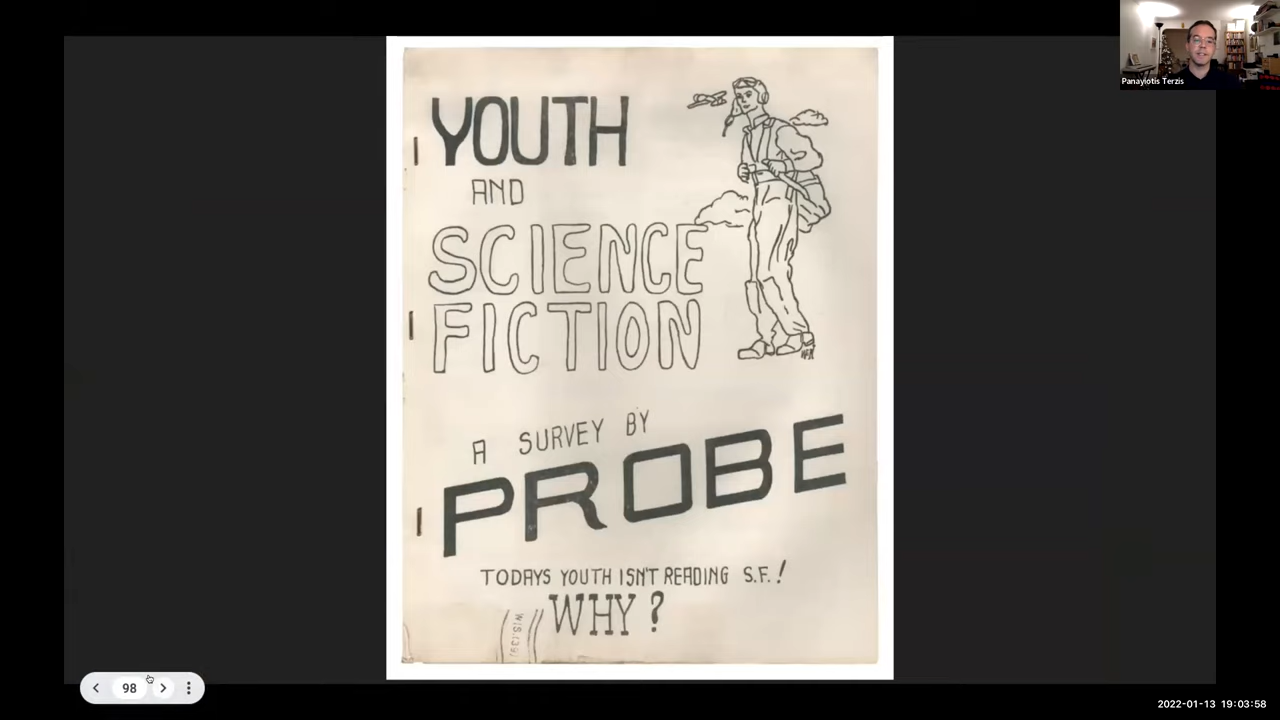 Panayiotis Terzis
YOUTH
AND
SCIENCE
FICTION
A SURVEY BY
PROBE
TODAYS YOUTH ISN'T READING S.F.!
WHY?
98
2022-01-13 19:03:58